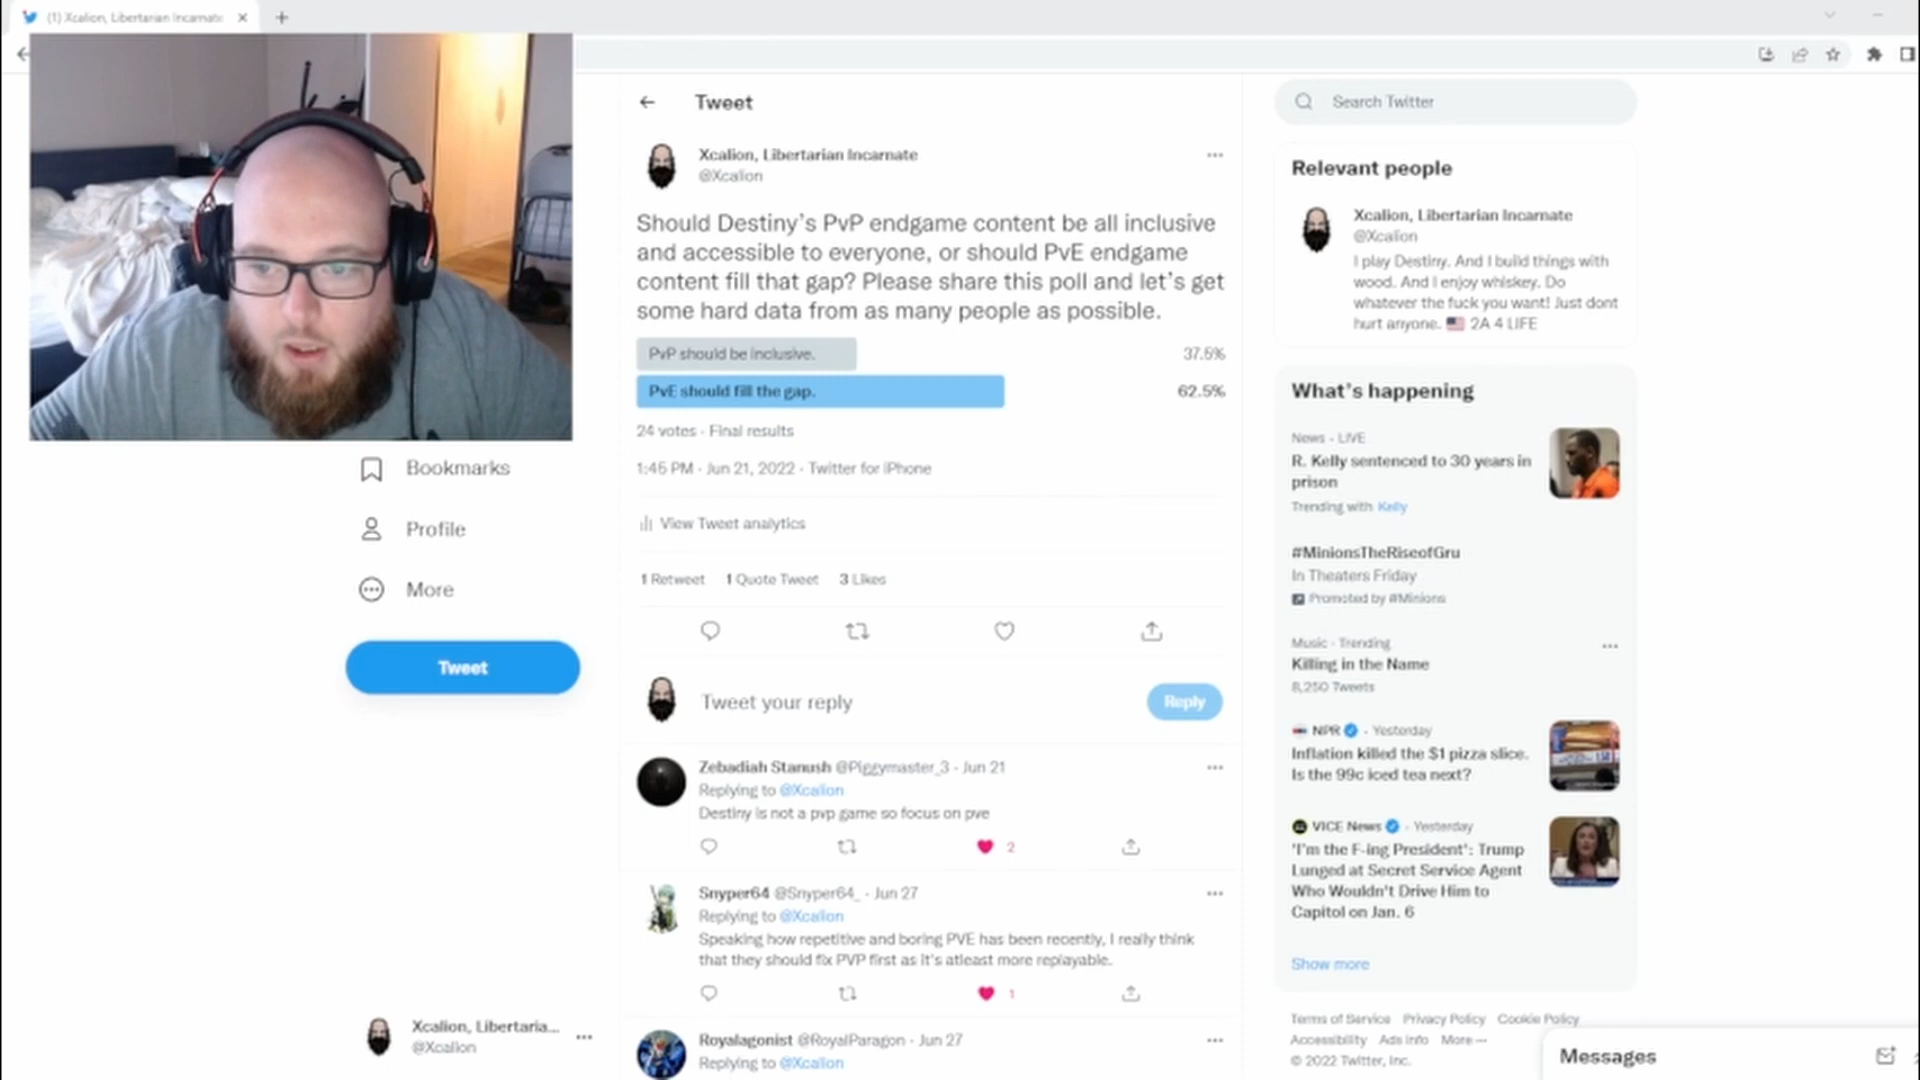 (1) Xcalion, Libertarian Incarnate
Tweet
Xcalion, Libertarian Incarnate
@Xcalion
Should Destiny's PvP endgame content be all inclusive
and accessible to everyone, or should PvE endgame
content fill that gap? Please share this poll and let's get
some hard data from as many people as possible.
PvP should be inclusive. 37.5%
PvE should fill the gap. 62.5%
24 votes · Final results
1:45 PM · Jun 21, 2022 · Twitter for iPhone
View Tweet analytics
1 Retweet 1 Quote Tweet 3 Likes
Tweet your reply
Reply
Zebadiah Stanush @Piggymaster_3 · Jun 21
Replying to @Xcalion
Destiny is not a pvp game so focus on pve
2
Snyper64 @Snyper64_ · Jun 27
Replying to @Xcalion
Speaking how repetitive and boring PVE has been recently, I really think
that they should fix PVP first as it's atleast more replayable.
1
Royalagonist @RoyalParagon · Jun 27
Replying to @Xcalion
Bookmarks
Profile
More
Tweet
Xcalion, Libertaria...
@Xcalion
Search Twitter
Relevant people
Xcalion, Libertarian Incarnate
@Xcalion
I play Destiny. And I build things with
wood. And I enjoy whiskey. Do
whatever the fuck you want! Just dont
hurt anyone. 🇺🇸 2A 4 LIFE
What's happening
News · LIVE
R. Kelly sentenced to 30 years in
prison
Trending with Kelly
#MinionsTheRiseofGru
In Theaters Friday
Promoted by #Minions
Music · Trending
Killing in the Name
8,250 Tweets
NPR · Yesterday
Inflation killed the $1 pizza slice.
Is the 99c iced tea next?
VICE News · Yesterday
'I'm the F-ing President': Trump
Lunged at Secret Service Agent
Who Wouldn't Drive Him to
Capitol on Jan. 6
Show more
Terms of Service Privacy Policy Cookie Policy
Accessibility Ads info More ···
© 2022 Twitter, Inc.
Messages